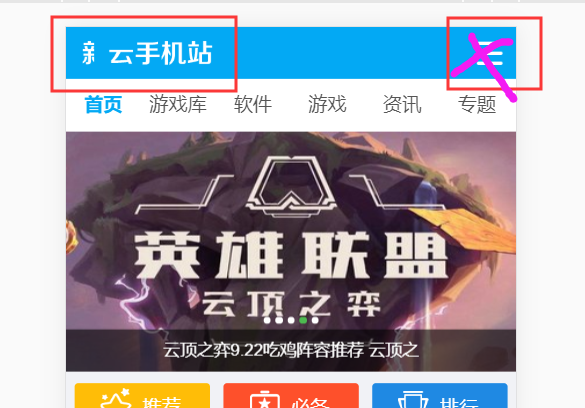 云手机站
首页 游戏库 软件 游戏 资讯 专题
英雄联盟
云顶之弈
云顶之弈9.22吃鸡阵容推荐 云顶之
推荐 必备 排行